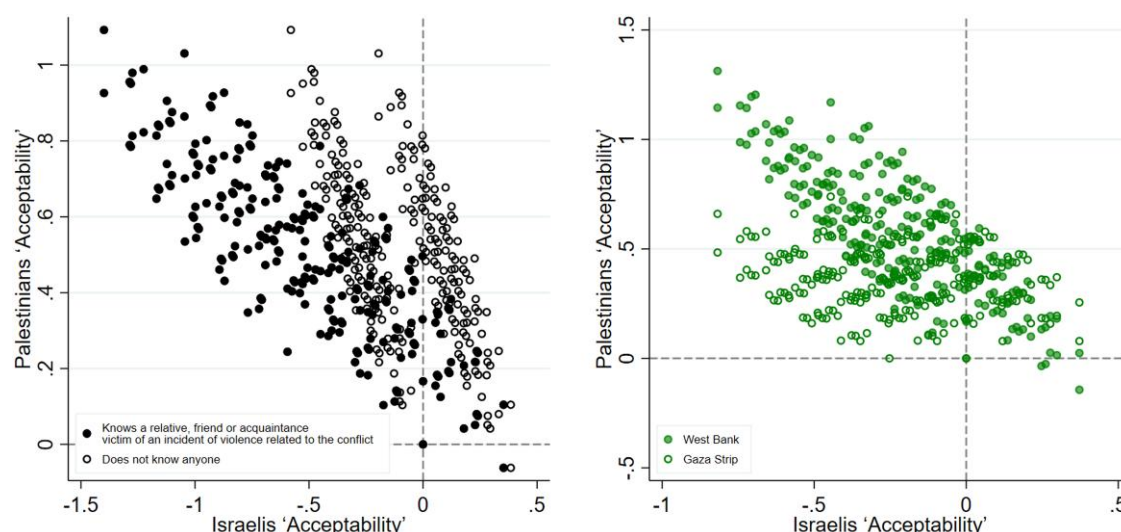 Palestinians 'Acceptability'
1
.8
.6
.4
.2
0
Knows a relative, friend or acquaintance
victim of an incident of violence related to the conflict
Does not know anyone
-1.5 -1 -.5 0 .5
Israelis 'Acceptability'
Palestinians 'Acceptability'
1.5
1
.5
0
-.5
West Bank
Gaza Strip
-1 -.5 0 .5
Israelis 'Acceptability'